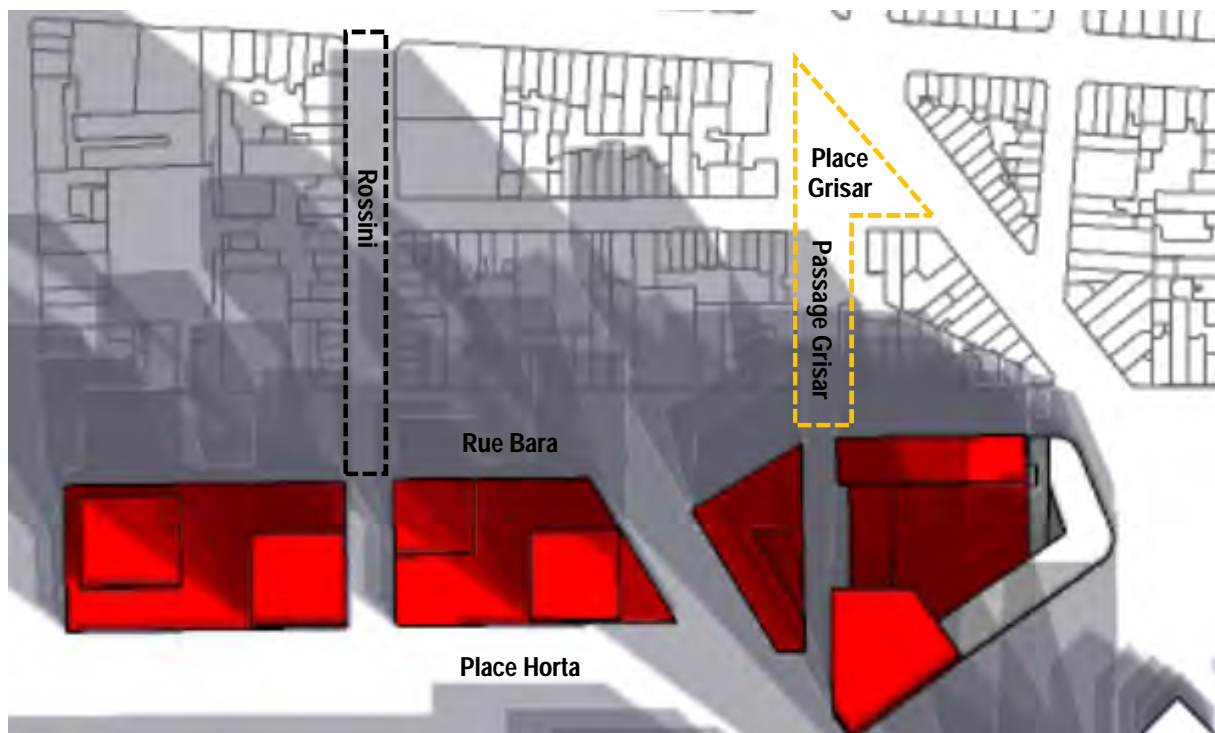 Place
Grisar
Rossini
Passage Grisar
Rue Bara
Place Horta